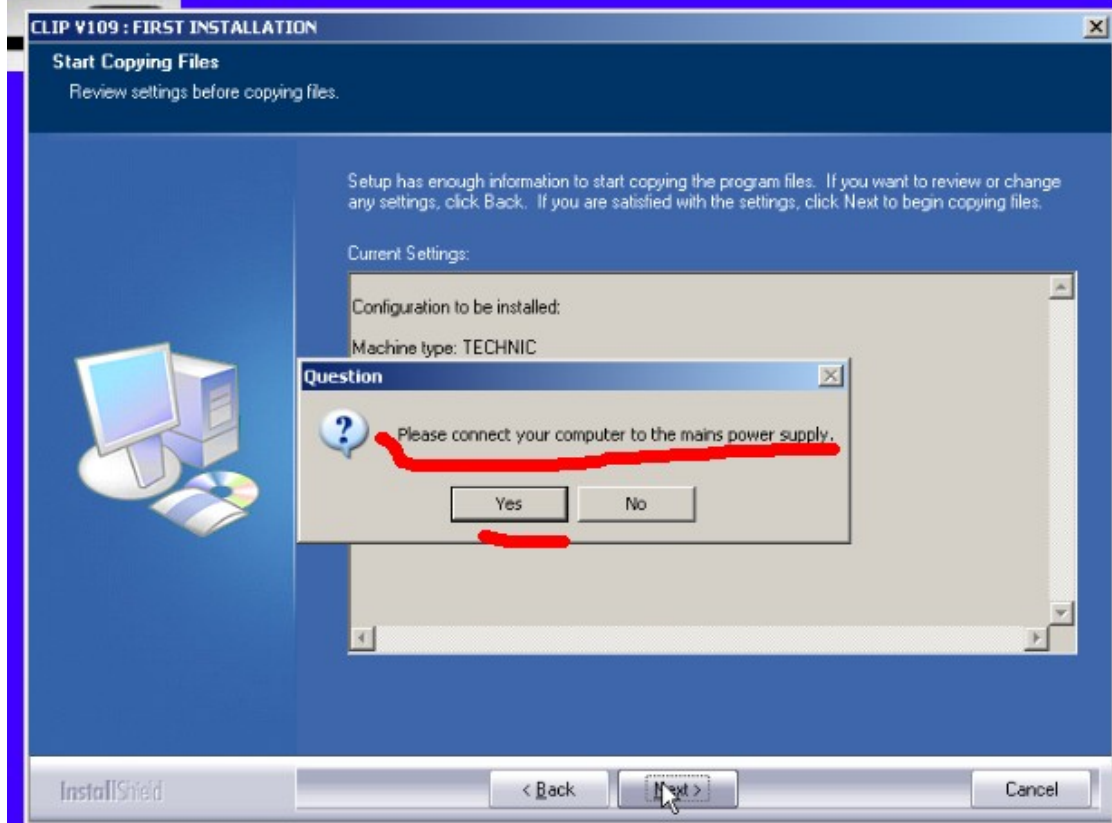 CLIP V109 : FIRST INSTALLATION
Start Copying Files
Review settings before copying files.
Setup has enough information to start copying the program files. If you want to review or change
any settings, click Back. If you are satisfied with the settings, click Next to begin copying files.
Current Settings:
Configuration to be installed:
Machine type: TECHNIC
Question
Please connect your computer to the mains power supply.
Yes No
InstallShield
< Back Next > Cancel